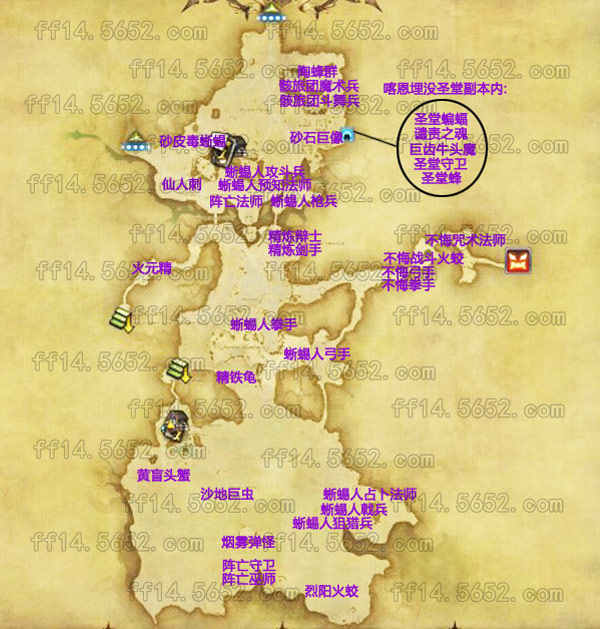 陶蜂群
骸旅团魔术兵
骸旅团斗舞兵
喀恩埋没圣堂副本内:
圣堂蝙蝠
谴责之魂
巨齿牛头魔
圣堂守卫
圣堂蜂
砂皮毒蜥蜴
砂石巨像
蜥蜴人攻斗兵
仙人刺
蜥蜴人预知法师
阵亡法师
蜥蜴人枪兵
精炼辩士
精炼剑手
不悔咒术法师
不悔战斗火蛟
不悔弓手
不悔拳手
火元精
蜥蜴人拳手
蜥蜴人弓手
精铁龟
黄盲头蟹
沙地巨虫
蜥蜴人占卜法师
蜥蜴人戟兵
蜥蜴人狙猎兵
烟雾弹怪
阵亡守卫
阵亡巫师
烈阳火蛟
ff14.5652.com